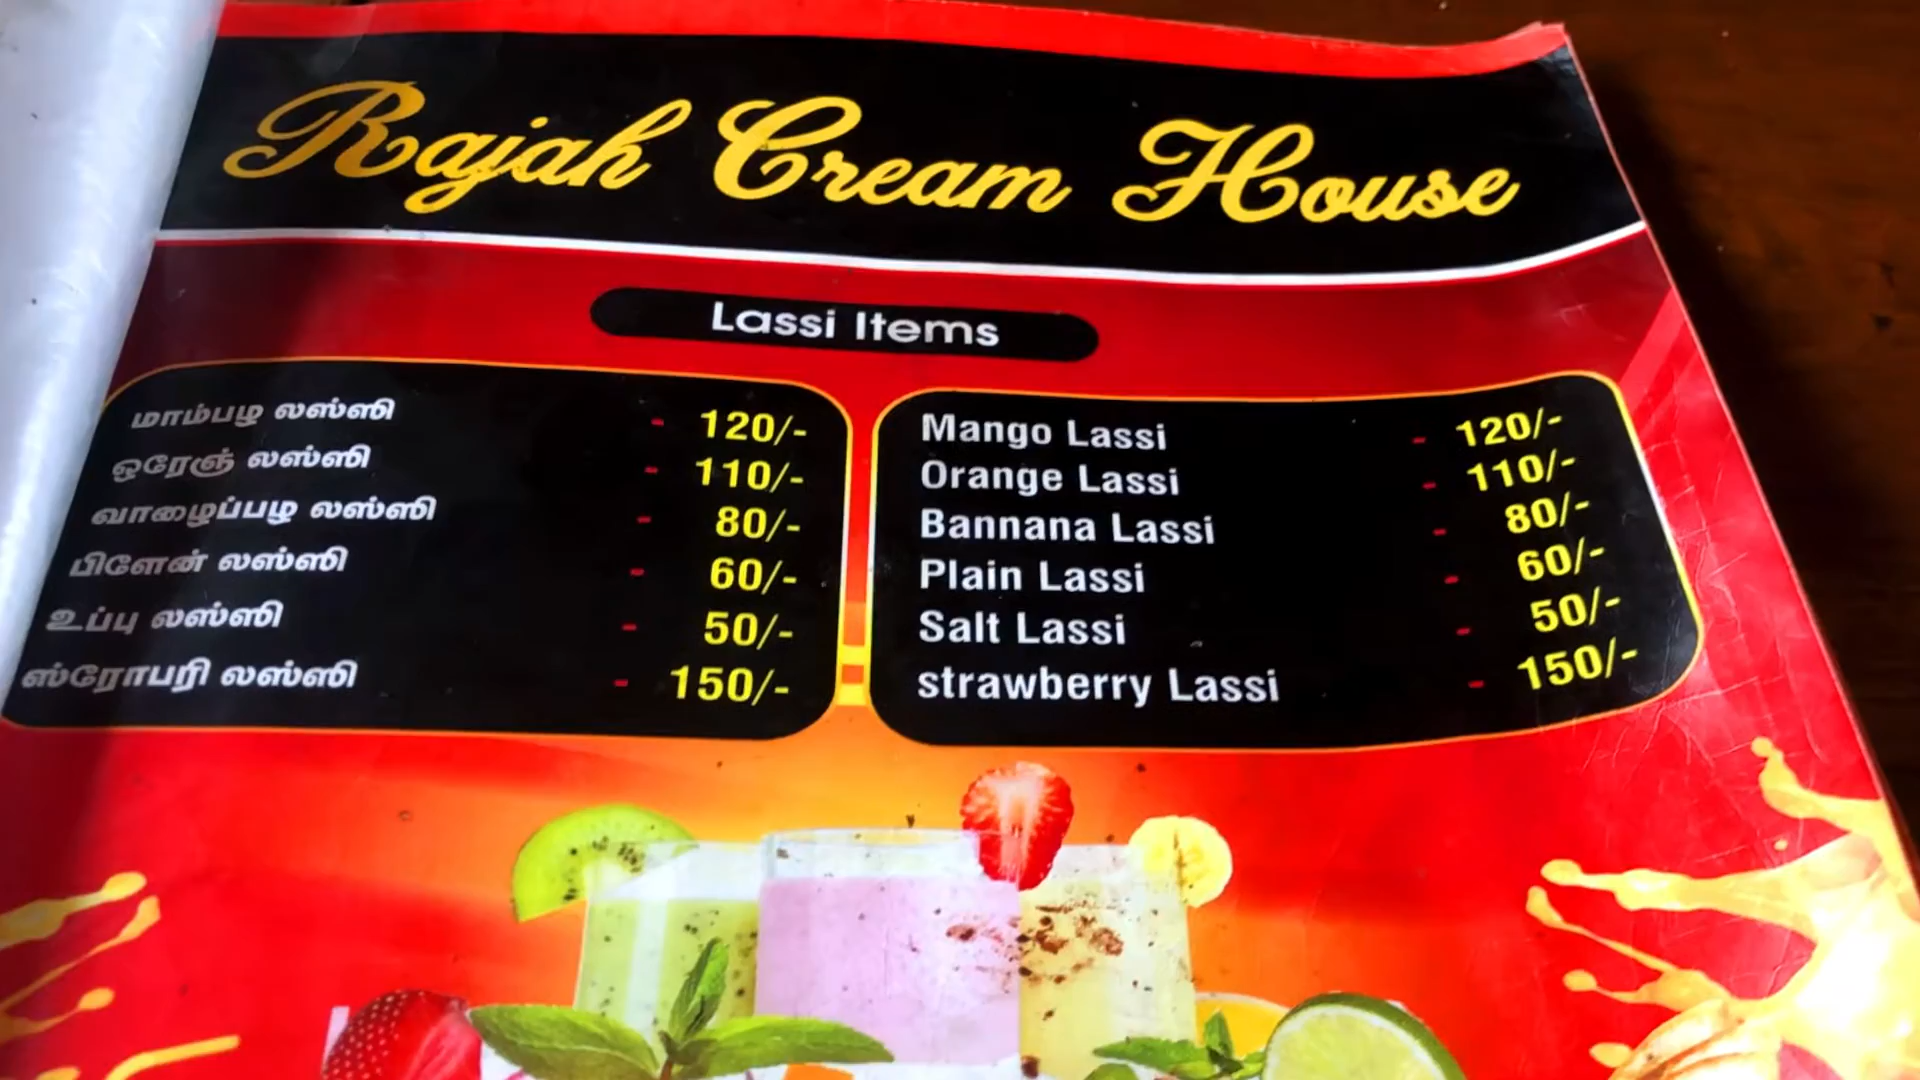 Rajah Cream House
Lassi Items
மாம்பழ லஸ்ஸி - 120/-
ஒரேஞ் லஸ்ஸி - 110/-
வாழைப்பழ லஸ்ஸி - 80/-
பிளேன் லஸ்ஸி - 60/-
உப்பு லஸ்ஸி - 50/-
ஸ்ரோபரி லஸ்ஸி - 150/-
Mango Lassi - 120/-
Orange Lassi - 110/-
Bannana Lassi - 80/-
Plain Lassi - 60/-
Salt Lassi - 50/-
strawberry Lassi - 150/-